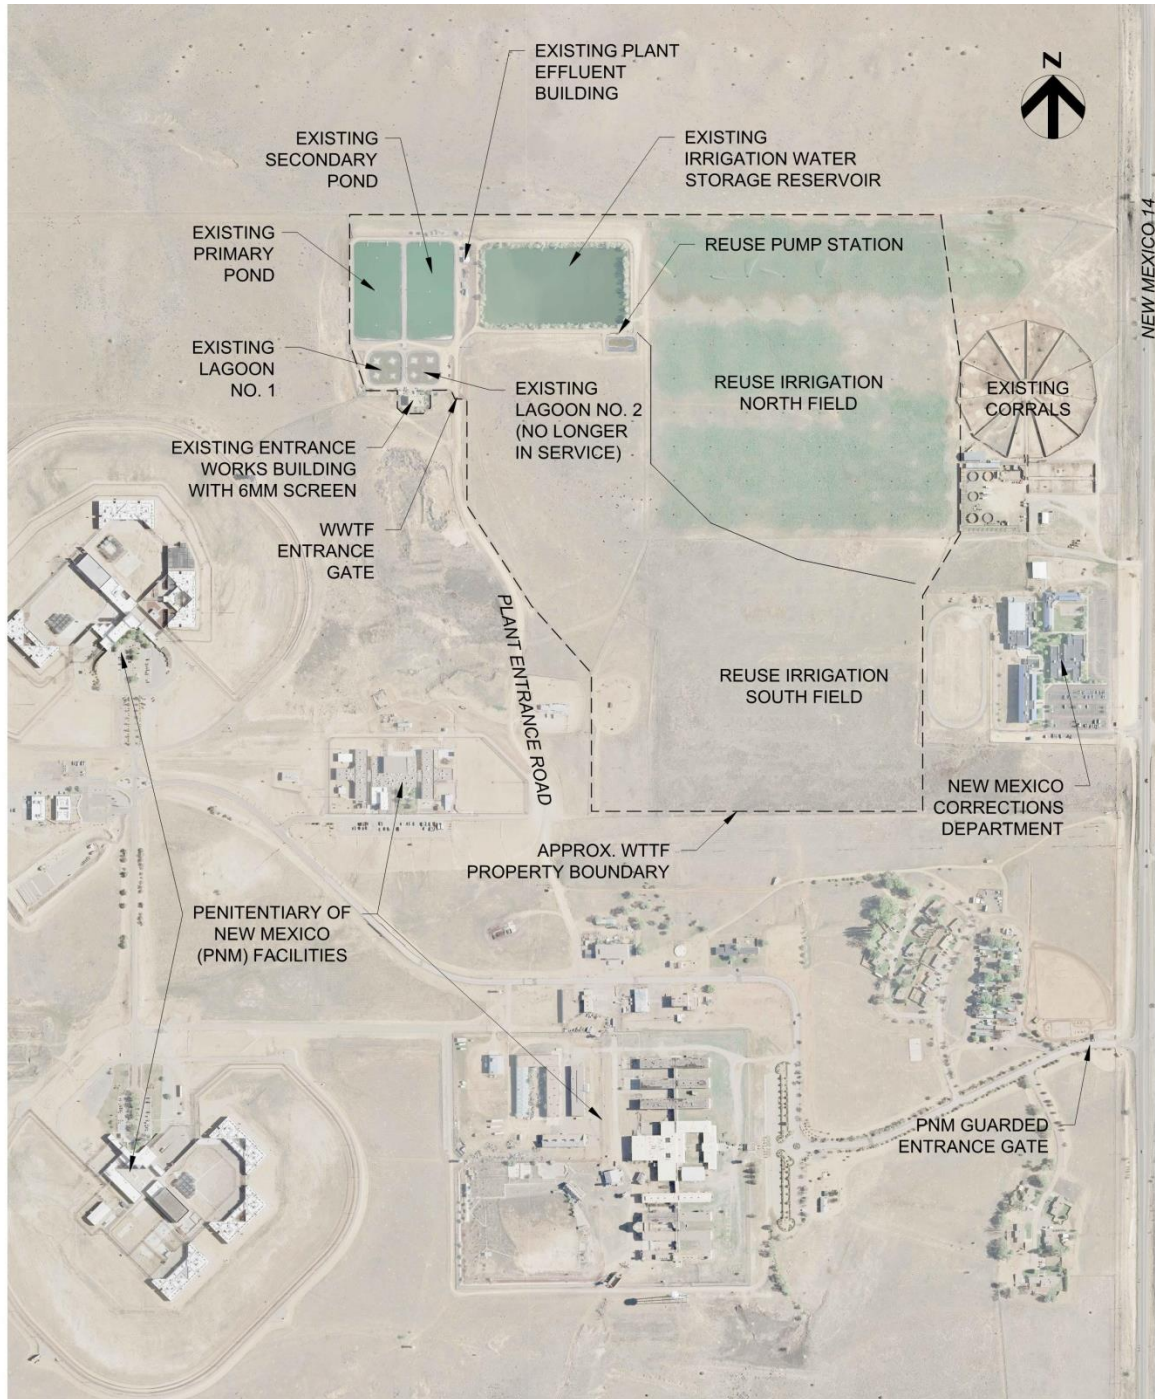 EXISTING PLANT
EFFLUENT
BUILDING
N
EXISTING
SECONDARY
POND
EXISTING
IRRIGATION WATER
STORAGE RESERVOIR
NEW MEXICO 14
EXISTING
PRIMARY
POND
REUSE PUMP STATION
EXISTING
LAGOON
NO. 1
EXISTING
LAGOON NO. 2
(NO LONGER
IN SERVICE)
REUSE IRRIGATION
NORTH FIELD
EXISTING
CORRALS
EXISTING ENTRANCE
WORKS BUILDING
WITH 6MM SCREEN
WWTF
ENTRANCE
GATE
PLANT ENTRANCE ROAD
REUSE IRRIGATION
SOUTH FIELD
NEW MEXICO
CORRECTIONS
DEPARTMENT
APPROX. WTTF
PROPERTY BOUNDARY
PENITENTIARY OF
NEW MEXICO
(PNM) FACILITIES
PNM GUARDED
ENTRANCE GATE